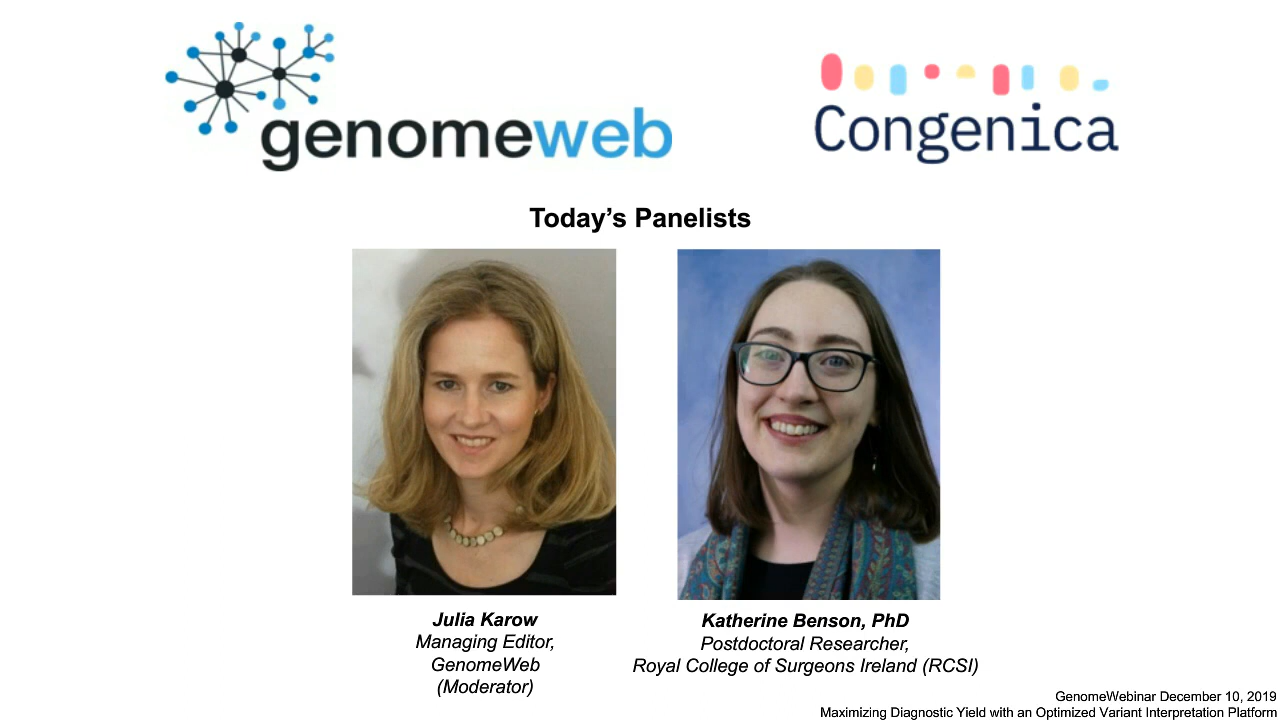 genomeweb
Congenica
Today's Panelists
Julia Karow
Managing Editor,
GenomeWeb
(Moderator)
Katherine Benson, PhD
Postdoctoral Researcher,
Royal College of Surgeons Ireland (RCSI)
GenomeWebinar December 10, 2019
Maximizing Diagnostic Yield with an Optimized Variant Interpretation Platform